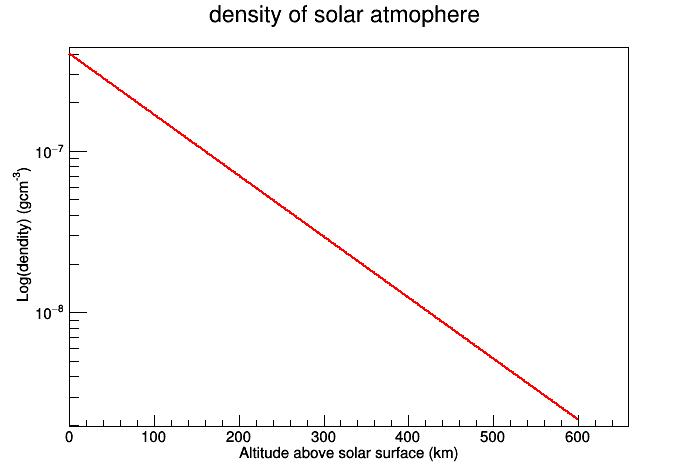 density of solar atmophere
Log(dendity) (gcm⁻³)
10⁻⁷
10⁻⁸
0 100 200 300 400 500 600
Altitude above solar surface (km)